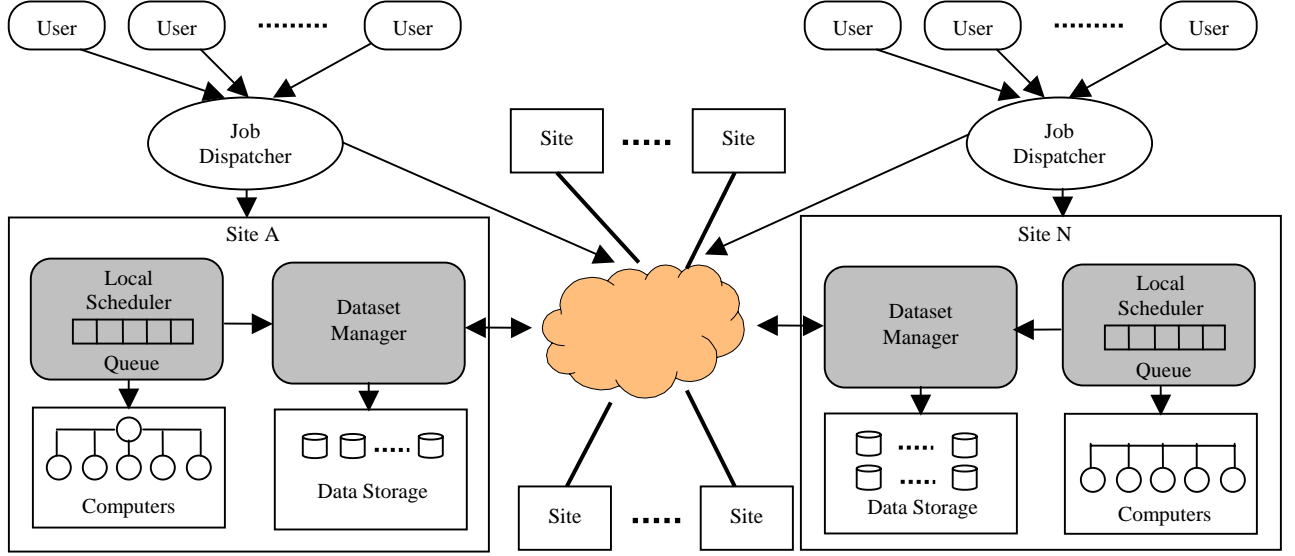 User
User
User
User
User
User
Job
Dispatcher
Site
Site
Job
Dispatcher
Site A
Local
Scheduler
Queue
Dataset
Manager
Computers
Data Storage
Site
Site
Site N
Dataset
Manager
Local
Scheduler
Queue
Data Storage
Computers